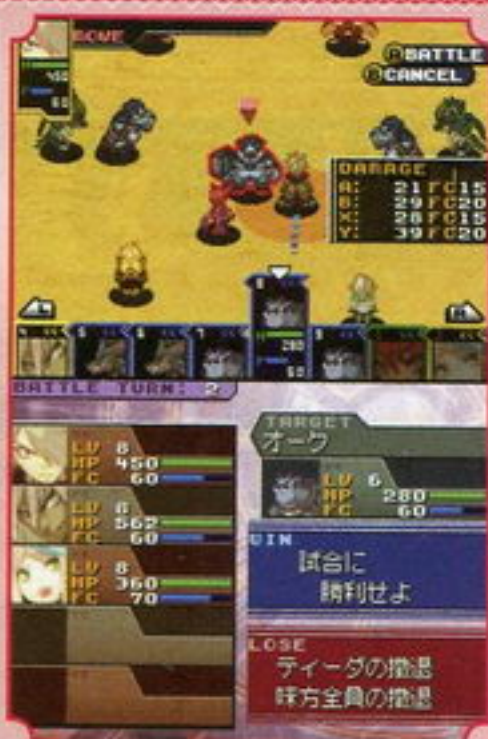 MOVE
450
60
Ⓐ BATTLE
Ⓑ CANCEL
DAMAGE
A: 21 FC15
B: 29 FC20
X: 28 FC15
Y: 39 FC20
L
R
280
60
BATTLE TURN: 2
LV 8
HP 450
FC 60
LV 8
HP 562
FC 60
LV 8
HP 360
FC 70
TARGET
オーク
LV 6
HP 280
FC 60
WIN
試合に
勝利せよ
LOSE
ティーダの撤退
味方全員の撤退